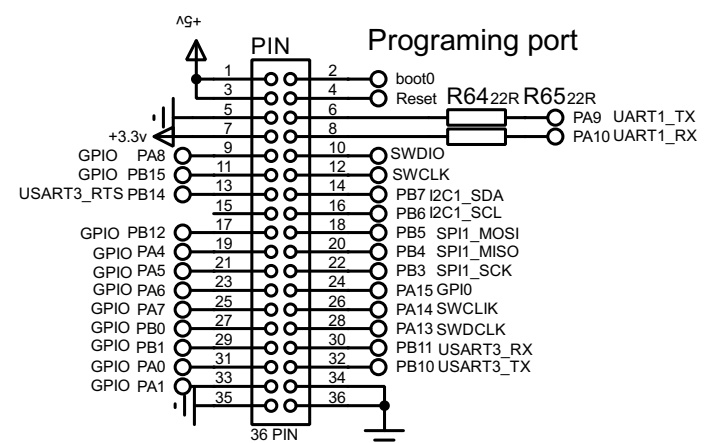 +5v
PIN
Programing port
1 2 boot0
3 4 Reset R64 22R R65 22R
5 6 PA9 UART1_TX
+3.3v 7 8 PA10 UART1_RX
GPIO PA8 9 10 SWDIO
GPIO PB15 11 12 SWCLK
USART3_RTS PB14 13 14 PB7 I2C1_SDA
15 16 PB6 I2C1_SCL
GPIO PB12 17 18 PB5 SPI1_MOSI
GPIO PA4 19 20 PB4 SPI1_MISO
GPIO PA5 21 22 PB3 SPI1_SCK
GPIO PA6 23 24 PA15 GPI0
GPIO PA7 25 26 PA14 SWCLIK
GPIO PB0 27 28 PA13 SWDCLK
GPIO PB1 29 30 PB11 USART3_RX
GPIO PA0 31 32 PB10 USART3_TX
GPIO PA1 33 34
35 36
36 PIN